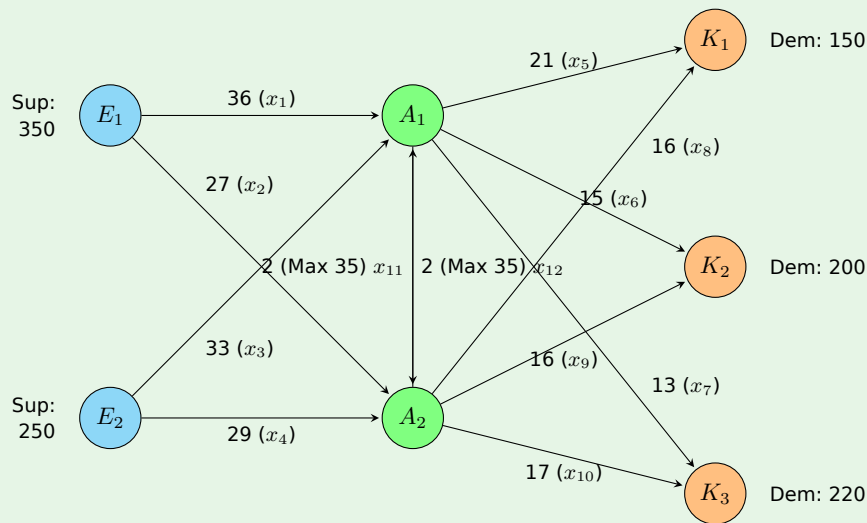 K₁
Dem: 150
21 (x₅)
Sup:
350
E₁
36 (x₁)
A₁
16 (x₈)
27 (x₂)
15 (x₆)
2 (Max 35) x₁₁
2 (Max 35) x₁₂
K₂
Dem: 200
33 (x₃)
16 (x₉)
13 (x₇)
Sup:
250
E₂
29 (x₄)
A₂
17 (x₁₀)
K₃
Dem: 220